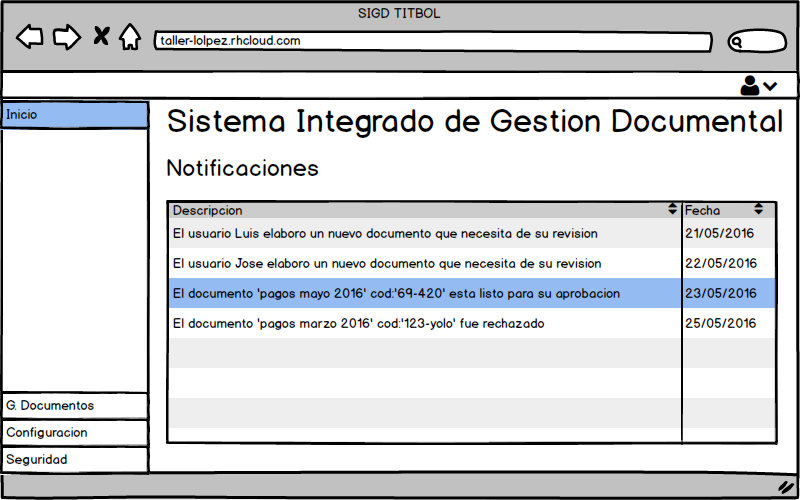 SIGD TITBOL
taller-lolpez.rhcloud.com
Inicio
Sistema Integrado de Gestion Documental
Notificaciones
Descripcion Fecha
El usuario Luis elaboro un nuevo documento que necesita de su revision 21/05/2016
El usuario Jose elaboro un nuevo documento que necesita de su revision 22/05/2016
El documento 'pagos mayo 2016' cod:'69-420' esta listo para su aprobacion 23/05/2016
El documento 'pagos marzo 2016' cod:'123-yolo' fue rechazado 25/05/2016
G. Documentos
Configuracion
Seguridad